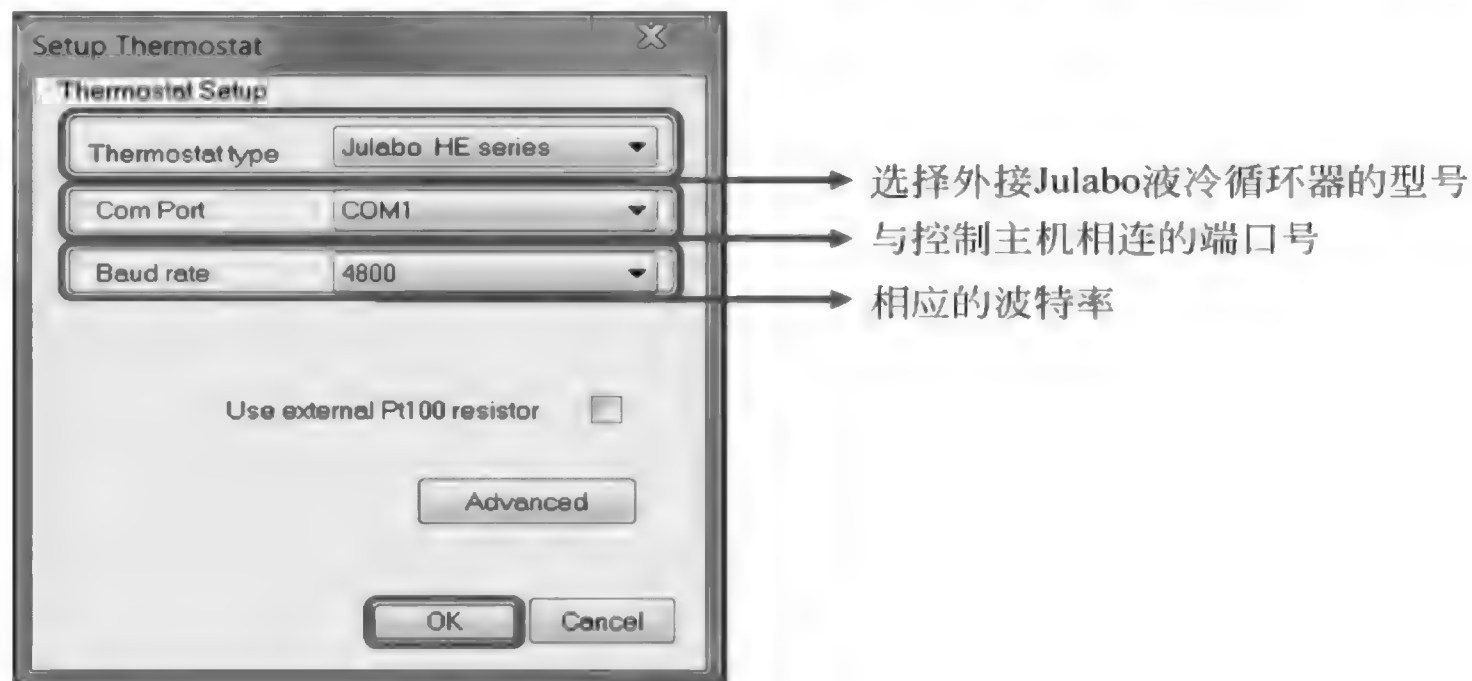 Setup Thermostat
Thermostat Setup
Thermostat type Julabo HE series
选择外接Julabo液冷循环器的型号
Com Port COM1
与控制主机相连的端口号
Baud rate 4800
相应的波特率
Use external Pt100 resistor
Advanced
OK Cancel